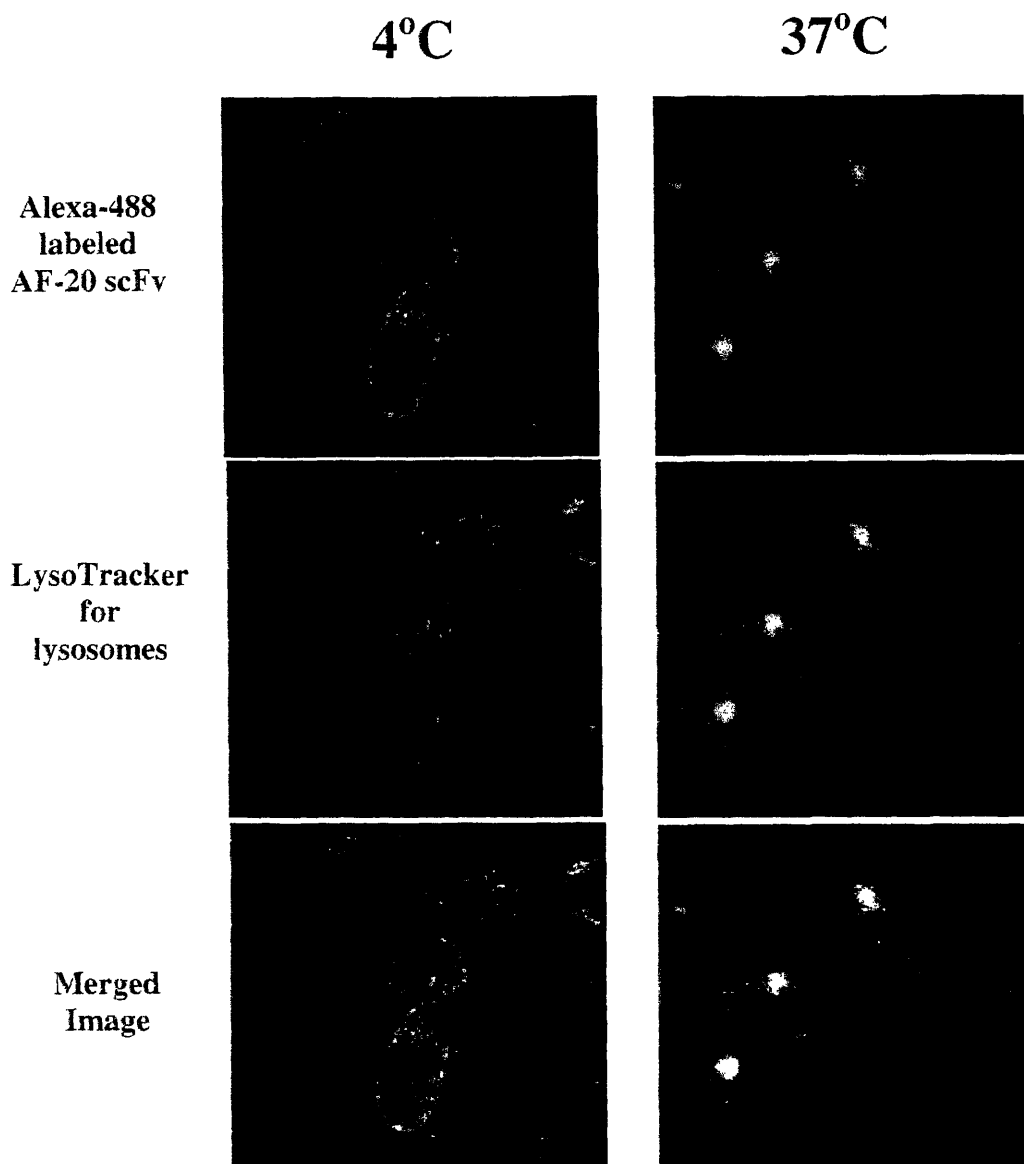 4°C
37°C
Alexa-488
labeled
AF-20 scFv
LysoTracker
for
lysosomes
Merged
Image